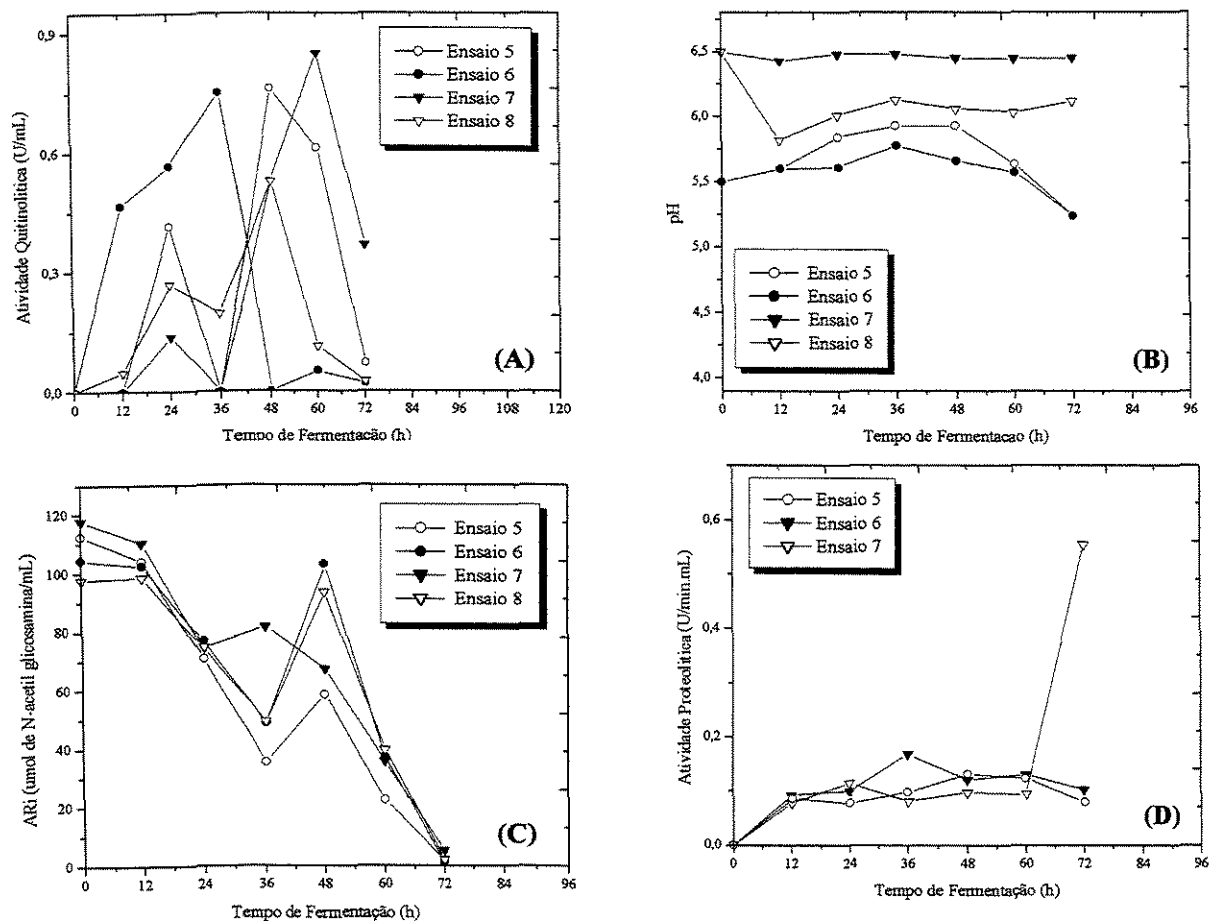 Atividade Quitinolítica (U/mL)
0,9
0,6
0,3
0,0
Ensaio 5
Ensaio 6
Ensaio 7
Ensaio 8
(A)
0 12 24 36 48 60 72 84 96 108 120
Tempo de Fermentação (h)
pH
6,5
6,0
5,5
5,0
4,5
4,0
Ensaio 5
Ensaio 6
Ensaio 7
Ensaio 8
(B)
0 12 24 36 48 60 72 84 96
Tempo de Fermentacao (h)
ARi (umol de N-acetil glicosamina/mL)
120
100
80
60
40
20
0
Ensaio 5
Ensaio 6
Ensaio 7
Ensaio 8
(C)
0 12 24 36 48 60 72 84 96
Tempo de Fermentação (h)
Atividade Proteolítica (U/min.mL)
0,6
0,4
0,2
0,0
Ensaio 5
Ensaio 6
Ensaio 7
(D)
0 12 24 36 48 60 72 84 96
Tempo de Fermentação (h)